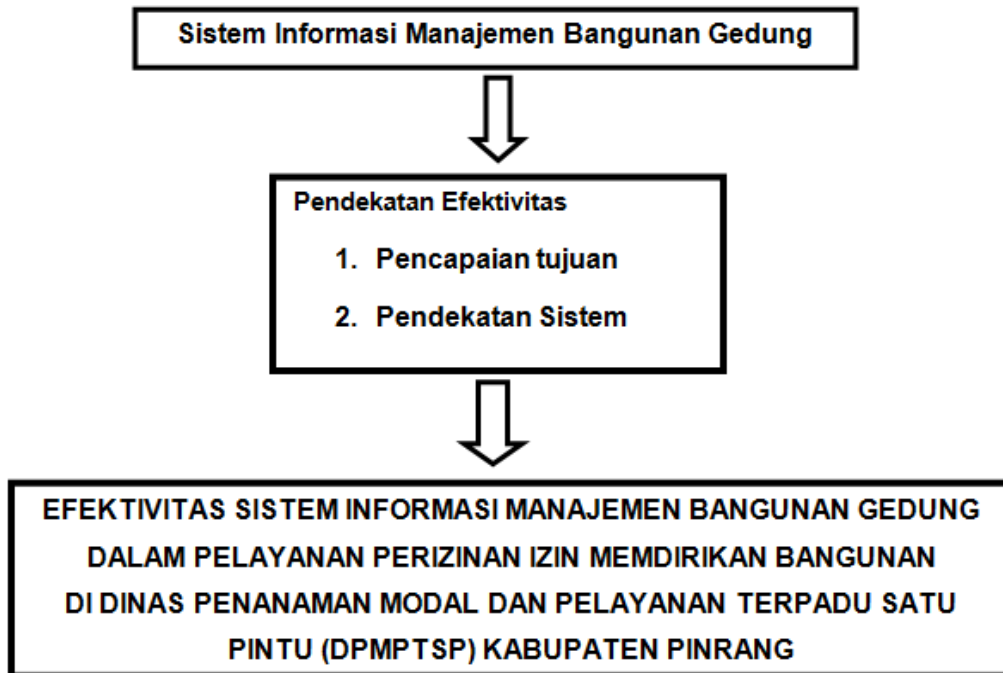 Sistem Informasi Manajemen Bangunan Gedung
Pendekatan Efektivitas
1. Pencapaian tujuan
2. Pendekatan Sistem
EFEKTIVITAS SISTEM INFORMASI MANAJEMEN BANGUNAN GEDUNG
DALAM PELAYANAN PERIZINAN IZIN MEMDIRIKAN BANGUNAN
DI DINAS PENANAMAN MODAL DAN PELAYANAN TERPADU SATU
PINTU (DPMPTSP) KABUPATEN PINRANG